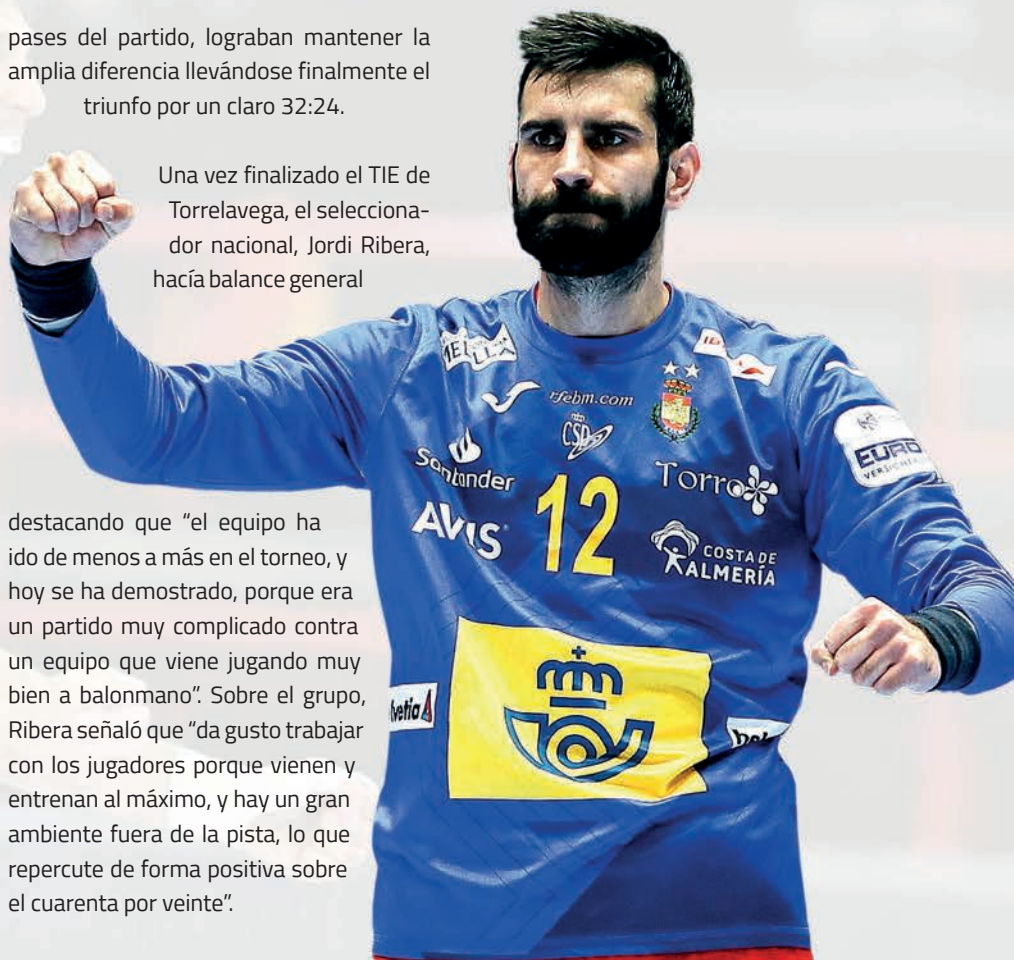 pases del partido, lograban mantener la
amplia diferencia llevándose finalmente el
triunfo por un claro 32:24.
Una vez finalizado el TIE de
Torrelavega, el selecciona-
dor nacional, Jordi Ribera,
hacía balance general
destacando que “el equipo ha
ido de menos a más en el torneo, y
hoy se ha demostrado, porque era
un partido muy complicado contra
un equipo que viene jugando muy
bien a balonmano”. Sobre el grupo,
Ribera señaló que “da gusto trabajar
con los jugadores porque vienen y
entrenan al máximo, y hay un gran
ambiente fuera de la pista, lo que
repercute de forma positiva sobre
el cuarenta por veinte”.
rfebm.com
CSD
Santander
Torro
EURO
AVIS
12
COSTA DE
ALMERÍA